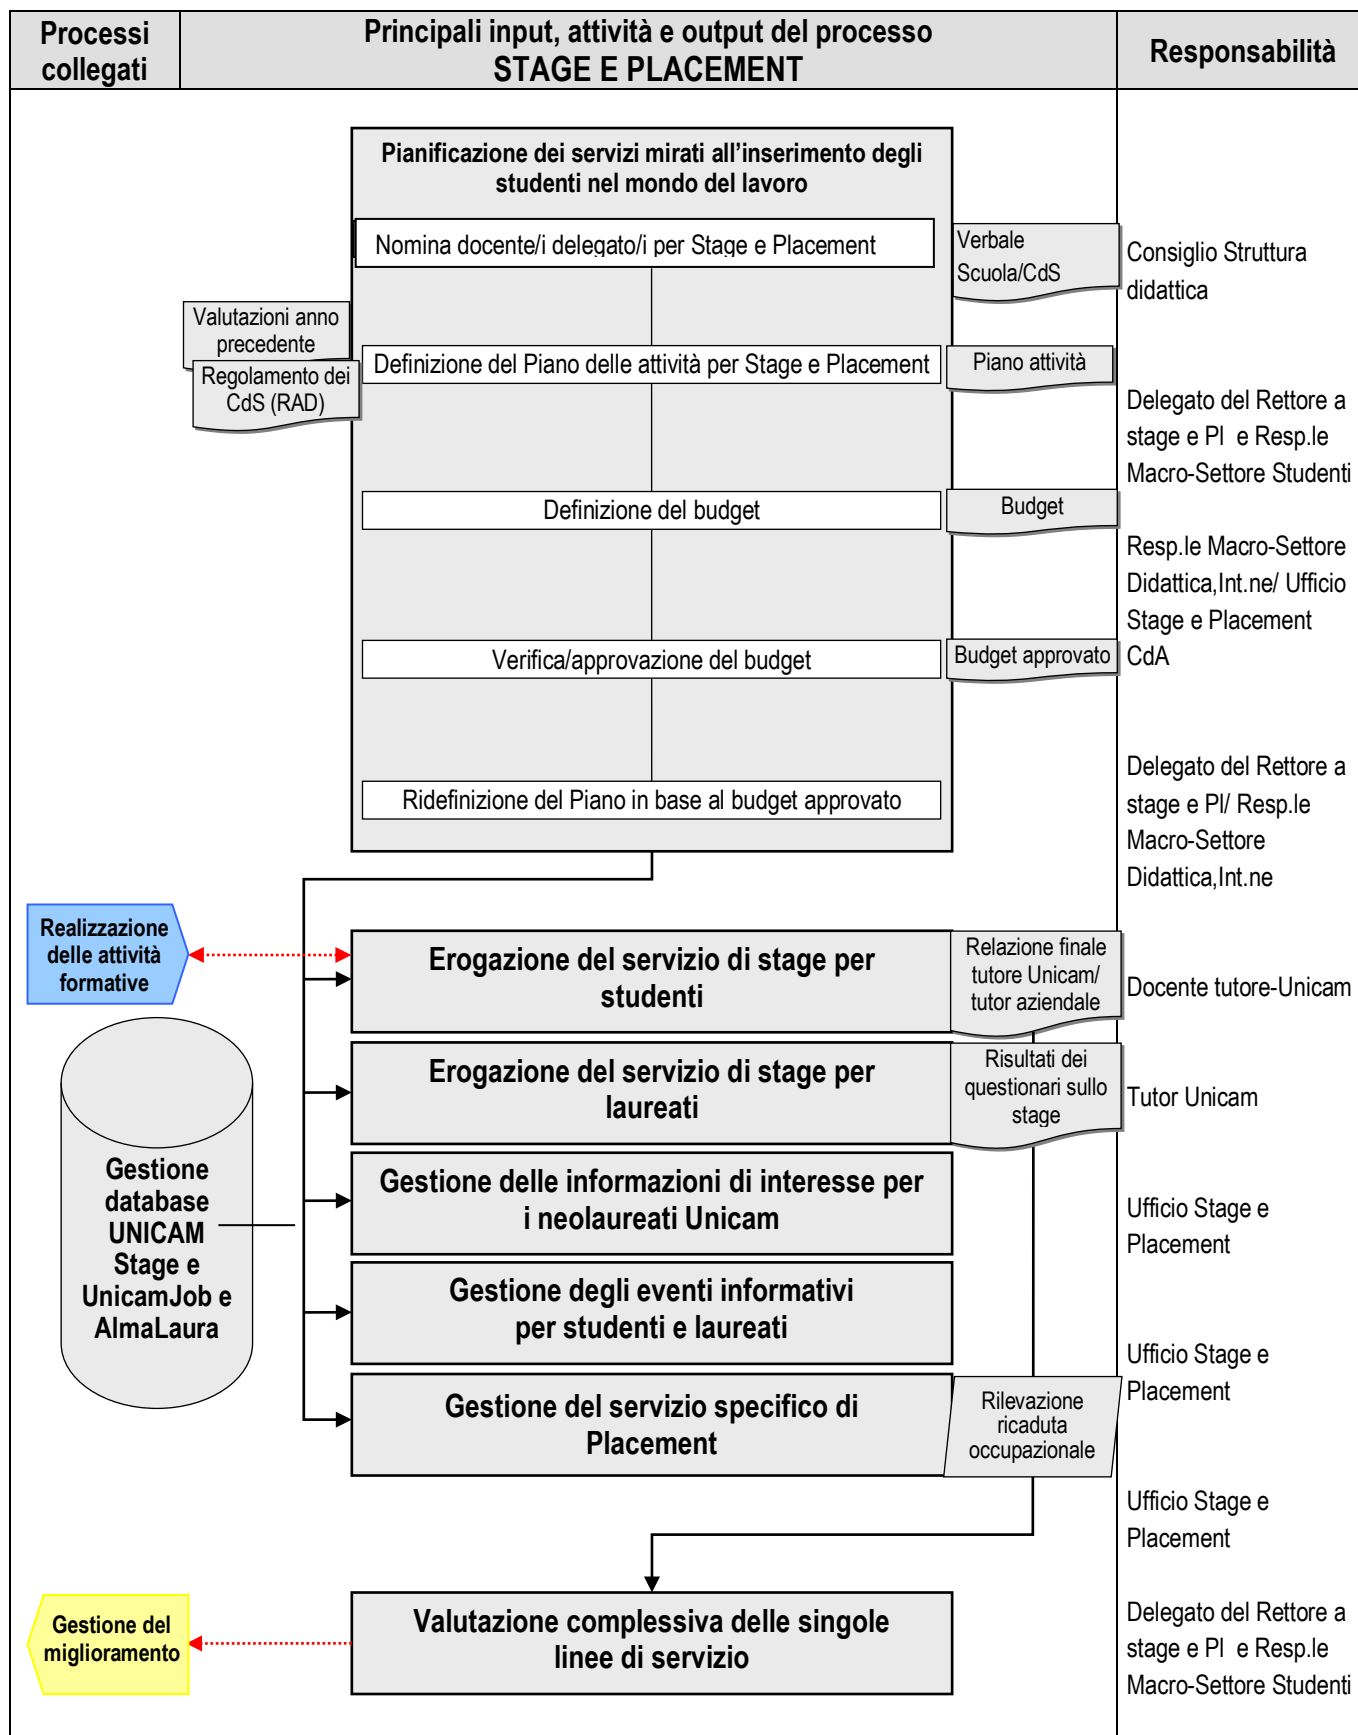 Processi
collegati
Principali input, attività e output del processo
STAGE E PLACEMENT
Responsabilità
Pianificazione dei servizi mirati all’inserimento degli
studenti nel mondo del lavoro
Nomina docente/i delegato/i per Stage e Placement
Verbale
Scuola/CdS
Consiglio Struttura
didattica
Valutazioni anno
precedente
Regolamento dei
CdS (RAD)
Definizione del Piano delle attività per Stage e Placement
Piano attività
Delegato del Rettore a
stage e Pl e Resp.le
Macro-Settore Studenti
Definizione del budget
Budget
Resp.le Macro-Settore
Didattica,Int.ne/ Ufficio
Stage e Placement
Verifica/approvazione del budget
Budget approvato
CdA
Ridefinizione del Piano in base al budget approvato
Delegato del Rettore a
stage e Pl/ Resp.le
Macro-Settore
Didattica,Int.ne
Realizzazione
delle attività
formative
Erogazione del servizio di stage per
studenti
Relazione finale
tutore Unicam/
tutor aziendale
Docente tutore-Unicam
Erogazione del servizio di stage per
laureati
Risultati dei
questionari sullo
stage
Tutor Unicam
Gestione
database
UNICAM
Stage e
UnicamJob e
AlmaLaura
Gestione delle informazioni di interesse per
i neolaureati Unicam
Ufficio Stage e
Placement
Gestione degli eventi informativi
per studenti e laureati
Ufficio Stage e
Placement
Gestione del servizio specifico di
Placement
Rilevazione
ricaduta
occupazionale
Ufficio Stage e
Placement
Gestione del
miglioramento
Valutazione complessiva delle singole
linee di servizio
Delegato del Rettore a
stage e Pl e Resp.le
Macro-Settore Studenti